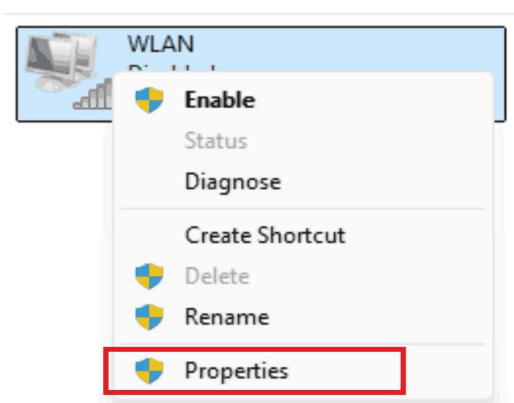 WLAN
Enable
Status
Diagnose
Create Shortcut
Delete
Rename
Properties